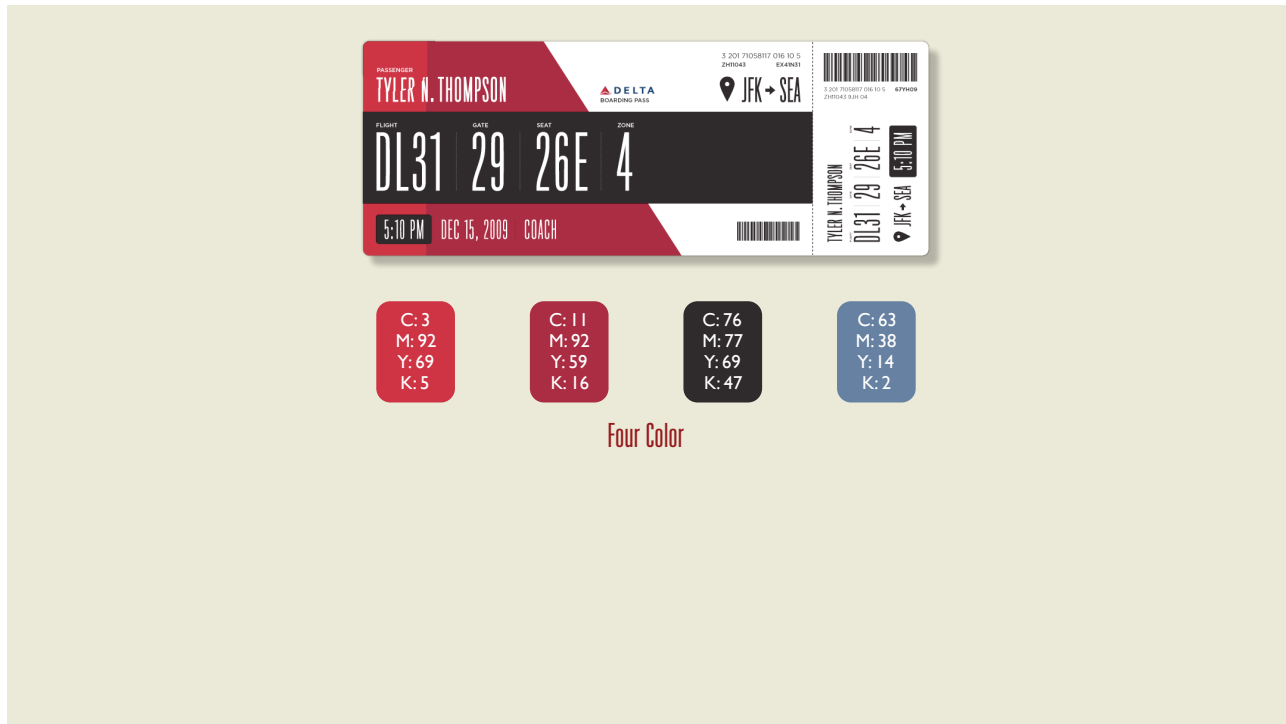 PASSENGER
TYLER N. THOMPSON
DELTA
BOARDING PASS
3 201 71058117 016 10 5
ZH11043 EX41N31
JFK → SEA
FLIGHT GATE SEAT ZONE
DL31 29 26E 4
5:10 PM DEC 15, 2009 COACH
3 201 71058117 016 10 5 67YH09
ZH11043 9JH 04
TYLER N. THOMPSON
FLIGHT
DL31 29 26E 4
JFK → SEA 5:10 PM
C: 3
M: 92
Y: 69
K: 5
C: 11
M: 92
Y: 59
K: 16
C: 76
M: 77
Y: 69
K: 47
C: 63
M: 38
Y: 14
K: 2
Four Color